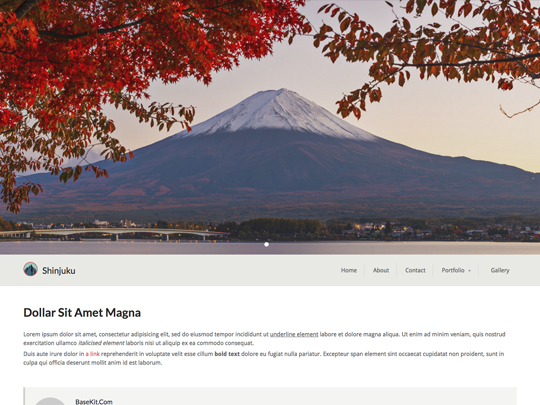 Shinjuku
Home About Contact Portfolio Gallery
Dollar Sit Amet Magna
Lorem ipsum dolor sit amet, consectetur adipisicing elit, sed do eiusmod tempor incididunt ut underline element labore et dolore magna aliqua. Ut enim ad minim veniam, quis nostrud
exercitation ullamco italicised element laboris nisi ut aliquip ex ea commodo consequat.
Duis aute irure dolor in a link reprehenderit in voluptate velit esse cillum bold text dolore eu fugiat nulla pariatur. Excepteur span element sint occaecat cupidatat non proident, sunt in
culpa qui officia deserunt mollit anim id est laborum.
BaseKit.Com